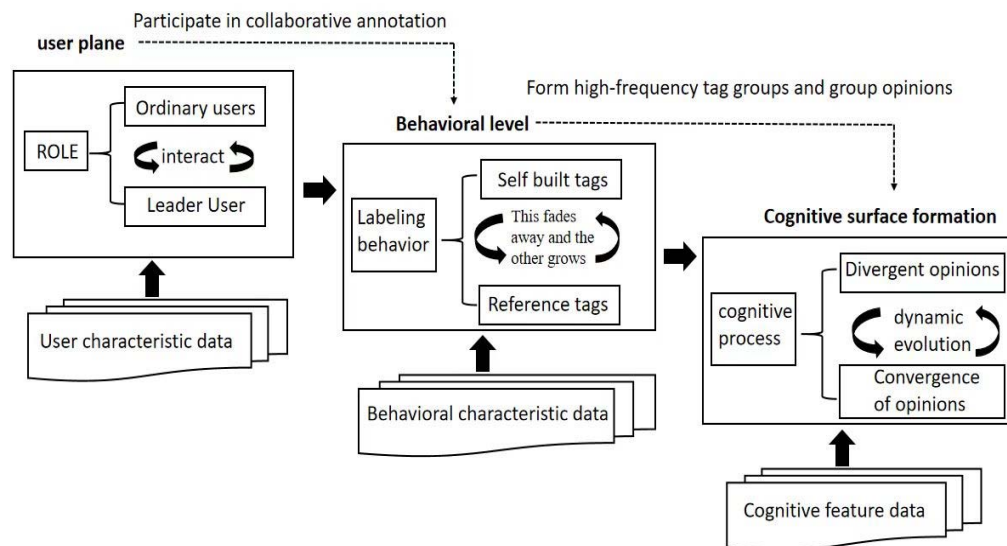 Participate in collaborative annotation
user plane
Ordinary users
ROLE
interact
Leader User
User characteristic data
Form high-frequency tag groups and group opinions
Behavioral level
Self built tags
Labeling
behavior
This fades
away and the
other grows
Reference tags
Behavioral characteristic data
Cognitive surface formation
Divergent opinions
cognitive
process
dynamic
evolution
Convergence
of opinions
Cognitive feature data